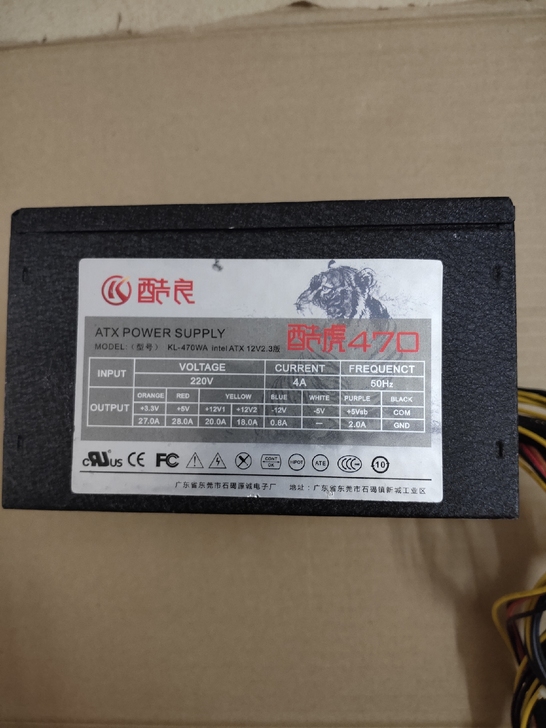 酷良
ATX POWER SUPPLY
酷虎470
MODEL:(型号) KL-470WA intel ATX 12V2.3版
INPUT VOLTAGE CURRENT FREQUENCT
220V 4A 50Hz
OUTPUT ORANGE RED YELLOW BLUE WHITE PURPLE BLACK
+3.3V +5V +12V1 +12V2 -12V -5V +5Vsb COM
27.0A 28.0A 20.0A 18.0A 0.8A — 2.0A GND
c UL US CE FC CCC 10
广东省东莞市石碣源诚电子厂 地址:广东省东莞市石碣镇新城工业区